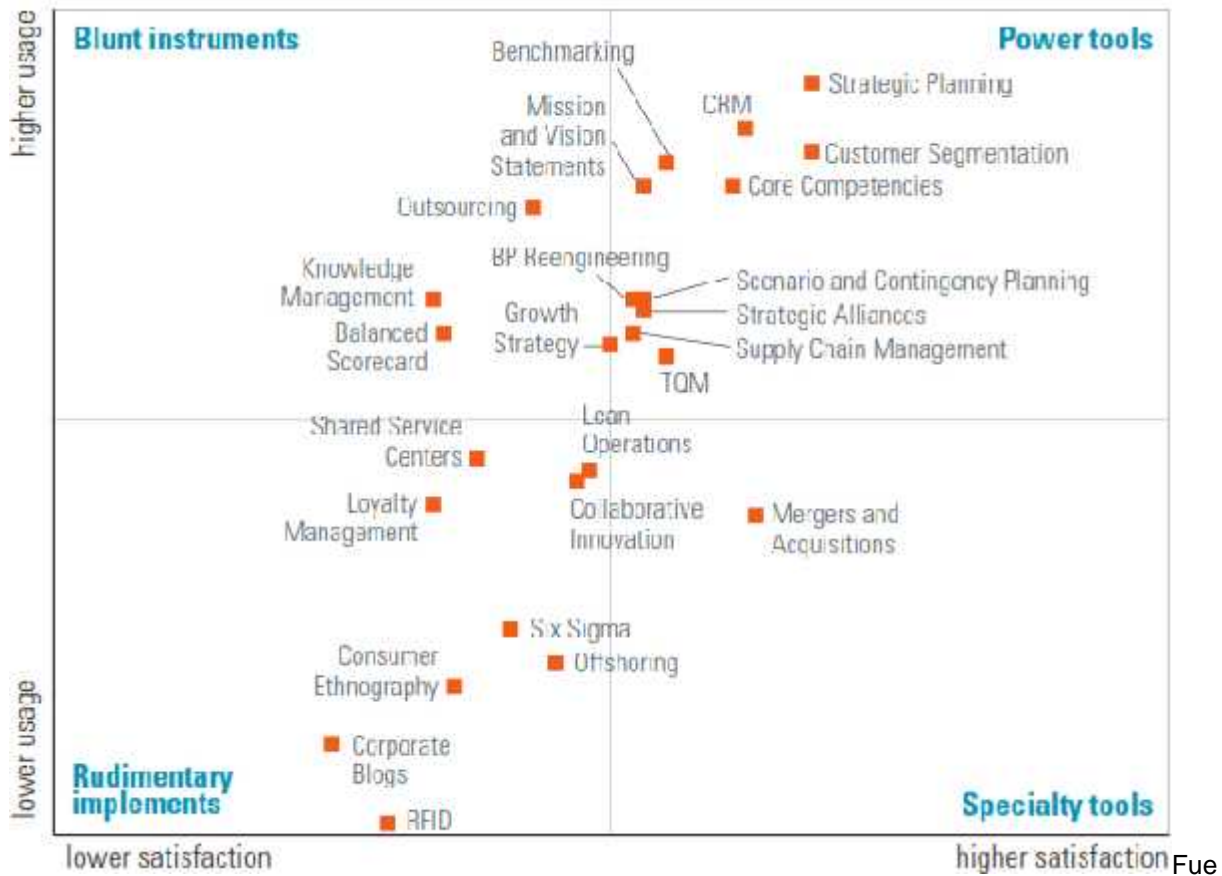 higher usage
Blunt instruments
Power tools
Benchmarking
Strategic Planning
Mission
and Vision
Statements
CRM
Customer Segmentation
Core Competencies
Outsourcing
BP Reengineering
Knowledge
Management
Scenario and Contingency Planning
Growth
Strategy
Strategic Alliances
Balanced
Scorecard
Supply Chain Management
TQM
Shared Service
Centers
Lean
Operations
Loyalty
Management
Collaborative
Innovation
Mergers and
Acquisitions
Six Sigma
Offshoring
Consumer
Ethnography
Corporate
Blogs
RFID
lower usage
Rudimentary
implements
Specialty tools
lower satisfaction
higher satisfaction
Fue